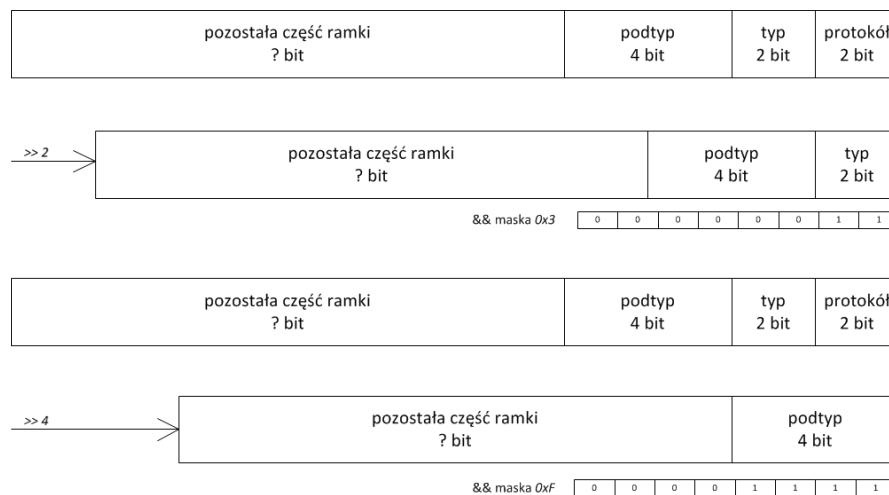 pozostała część ramki
? bit
podtyp
4 bit
typ
2 bit
protokół
2 bit
>> 2
pozostała część ramki
? bit
podtyp
4 bit
typ
2 bit
&& maska 0x3
0 0 0 0 0 0 1 1
pozostała część ramki
? bit
podtyp
4 bit
typ
2 bit
protokół
2 bit
>> 4
pozostała część ramki
? bit
podtyp
4 bit
&& maska 0xF
0 0 0 0 1 1 1 1